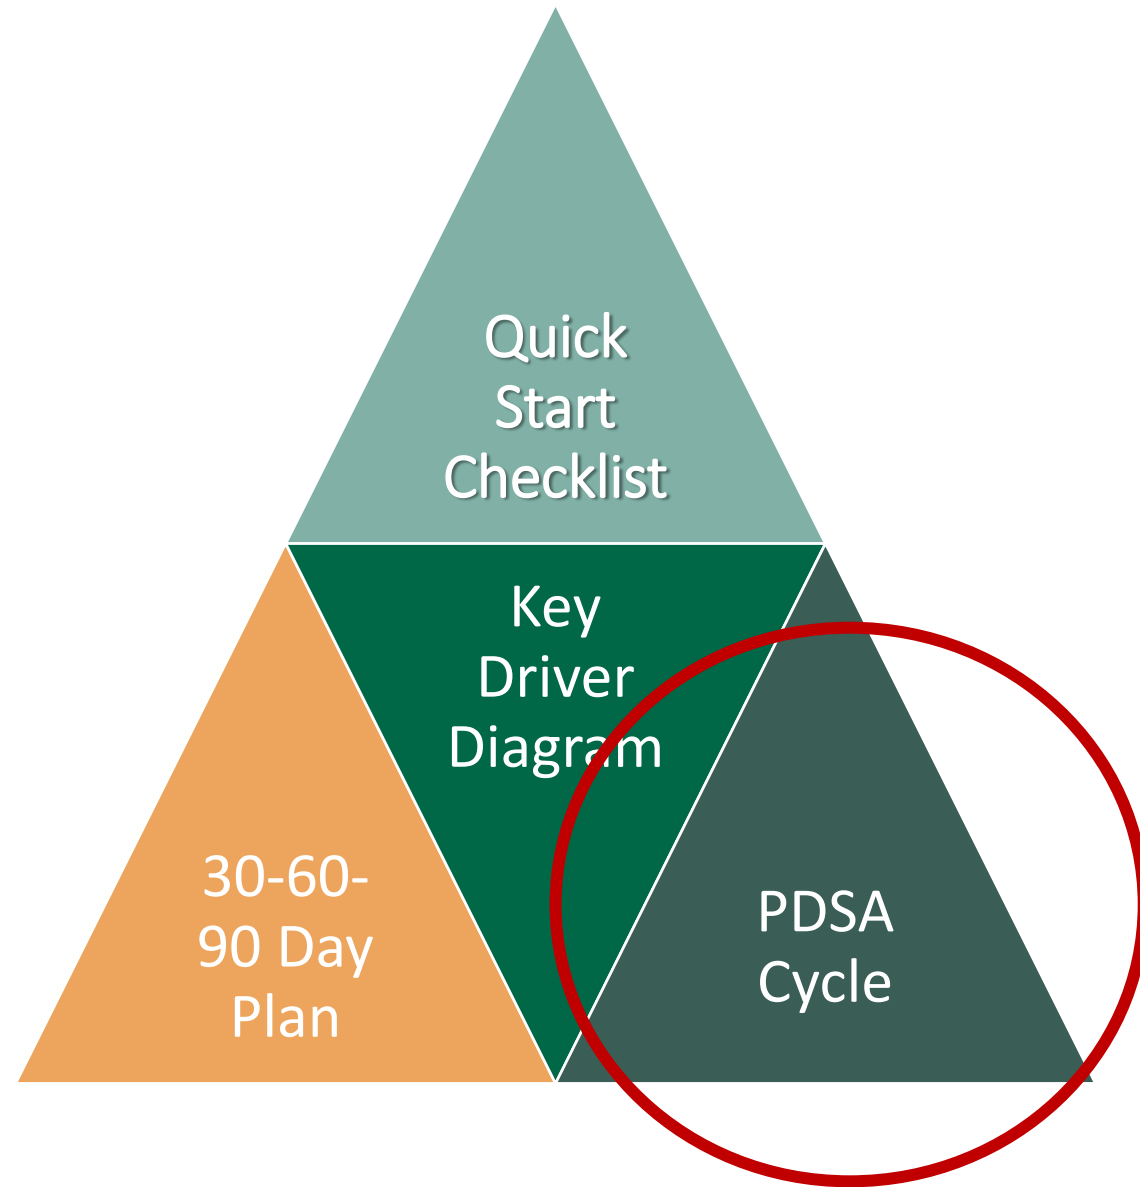 Quick
Start
Checklist
Key
Driver
Diagram
30-60-
90 Day
Plan
PDSA
Cycle